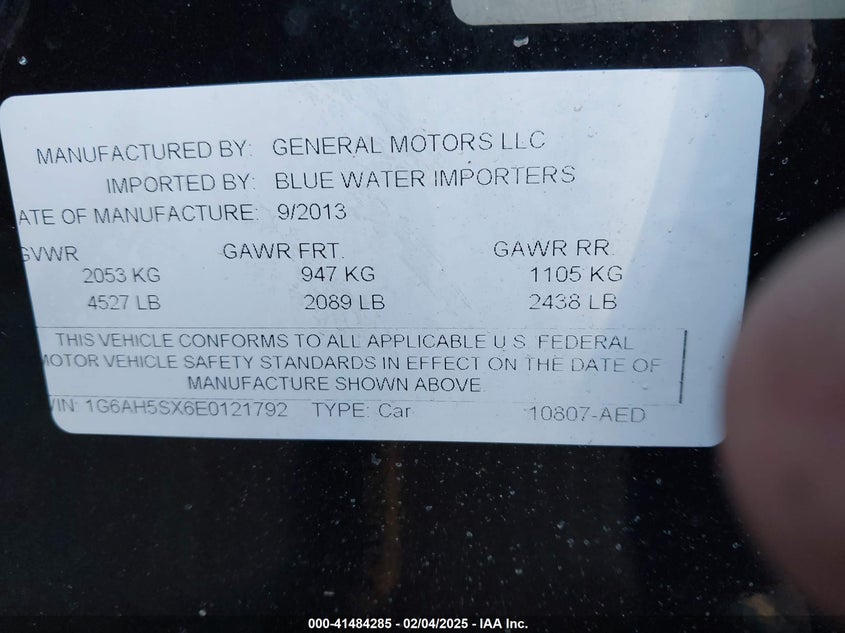 MANUFACTURED BY: GENERAL MOTORS LLC
IMPORTED BY: BLUE WATER IMPORTERS
ATE OF MANUFACTURE: 9/2013
GVWR GAWR FRT. GAWR RR.
2053 KG 947 KG 1105 KG
4527 LB 2089 LB 2438 LB
THIS VEHICLE CONFORMS TO ALL APPLICABLE U.S. FEDERAL
MOTOR VEHICLE SAFETY STANDARDS IN EFFECT ON THE DATE OF
MANUFACTURE SHOWN ABOVE.
VIN: 1G6AH5SX6E0121792 TYPE: Car 10807-AED
000-41484285 - 02/04/2025 - IAA Inc.